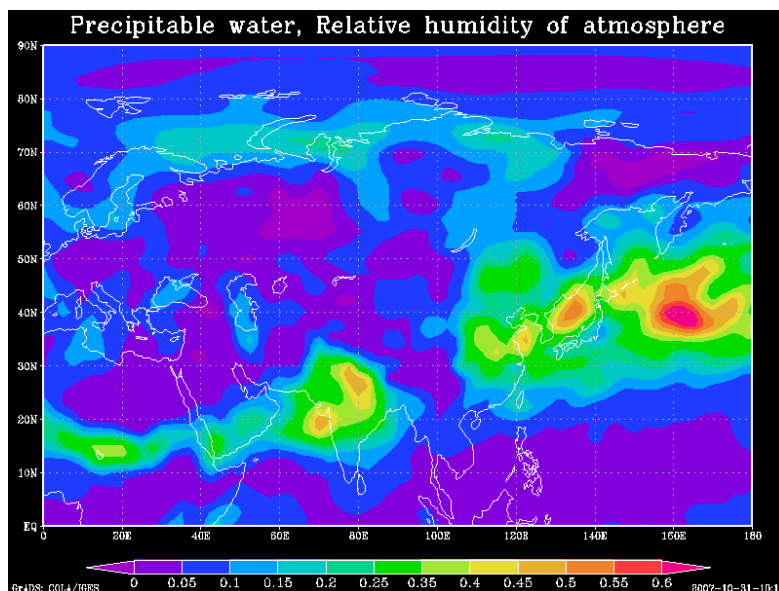 Precipitable water, Relative humidity of atmosphere
90N
80N
70N
60N
50N
40N
30N
20N
10N
EQ
0 20E 40E 60E 80E 100E 120E 140E 160E 180
0 0.05 0.1 0.15 0.2 0.25 0.35 0.4 0.45 0.5 0.55 0.6
GrADS: COLA/IGES 2007-10-31-10:1